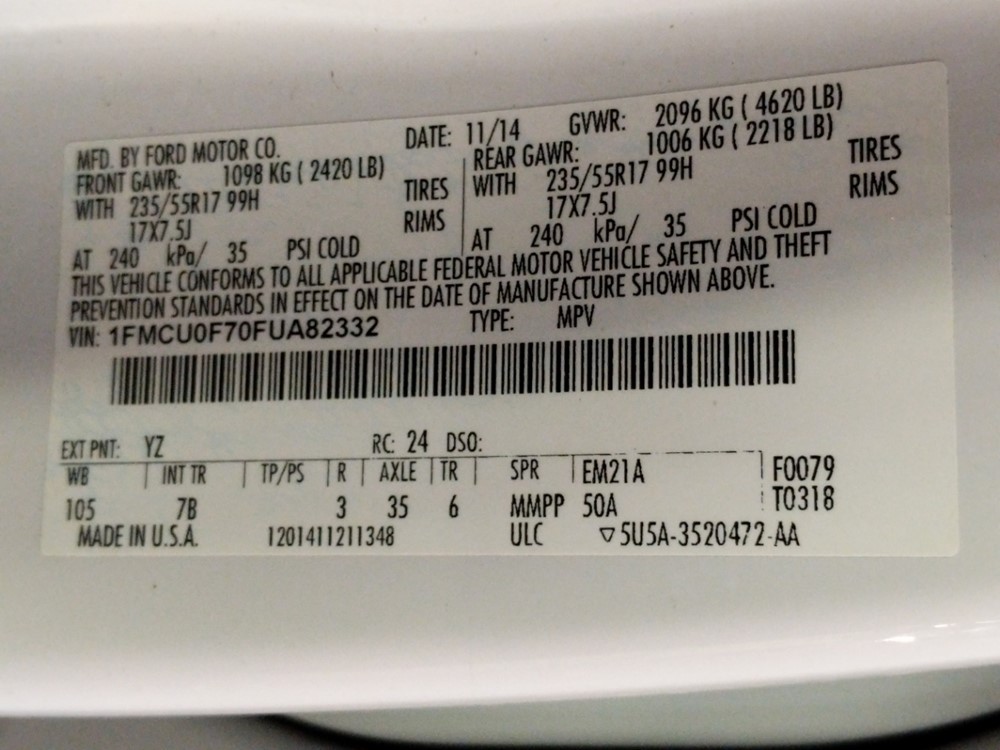 MFD. BY FORD MOTOR CO. DATE: 11/14 GVWR: 2096 KG ( 4620 LB)
FRONT GAWR: 1098 KG ( 2420 LB) REAR GAWR: 1006 KG ( 2218 LB)
WITH 235/55R17 99H TIRES WITH 235/55R17 99H TIRES
17X7.5J RIMS 17X7.5J RIMS
AT 240 kPa/ 35 PSI COLD AT 240 kPa/ 35 PSI COLD
THIS VEHICLE CONFORMS TO ALL APPLICABLE FEDERAL MOTOR VEHICLE SAFETY AND THEFT
PREVENTION STANDARDS IN EFFECT ON THE DATE OF MANUFACTURE SHOWN ABOVE.
VIN: 1FMCU0F70FUA82332 TYPE: MPV
EXT PNT: YZ RC: 24 DSO:
WB INT TR TP/PS R AXLE TR SPR EM21A F0079
105 7B 3 35 6 MMPP 50A T0318
MADE IN U.S.A. 1201411211348 ULC ▽5U5A-3520472-AA